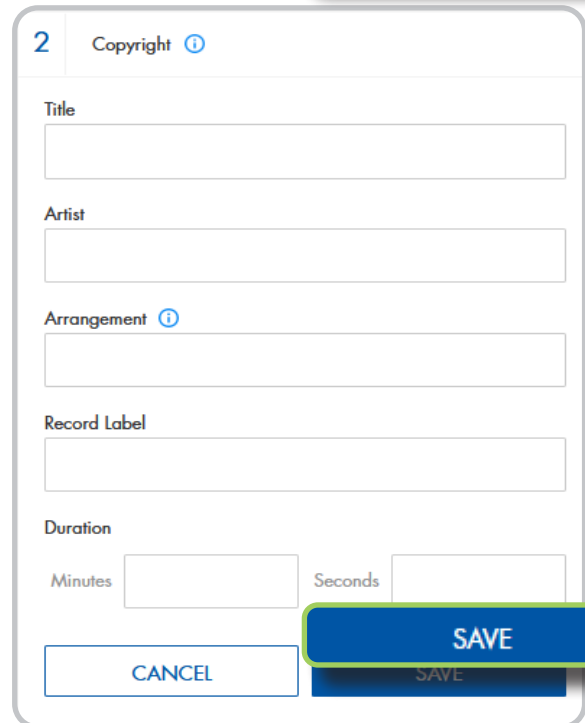 2 Copyright
Title
Artist
Arrangement
Record Label
Duration
Minutes Seconds
SAVE
CANCEL SAVE